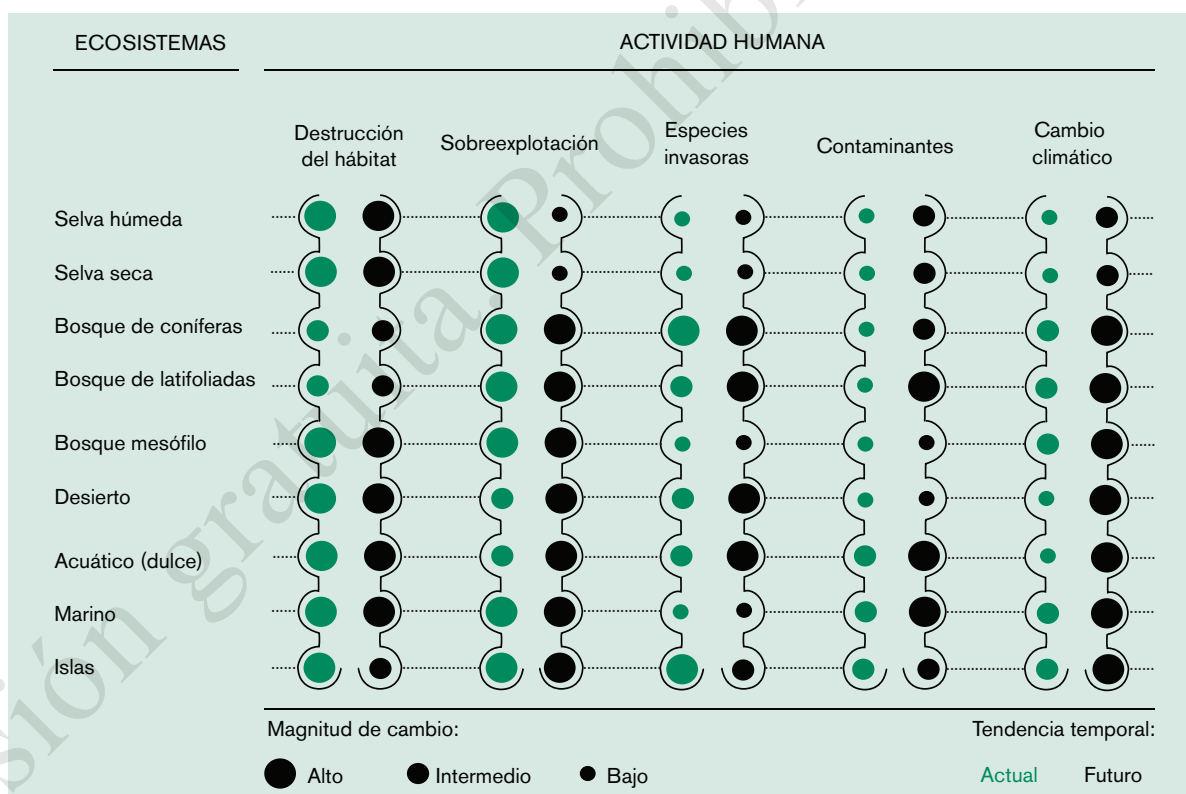 ECOSISTEMAS
ACTIVIDAD HUMANA
Destrucción
del hábitat
Sobreexplotación
Especies
invasoras
Contaminantes
Cambio
climático
Selva húmeda
Selva seca
Bosque de coníferas
Bosque de latifoliadas
Bosque mesófilo
Desierto
Acuático (dulce)
Marino
Islas
Magnitud de cambio:
Tendencia temporal:
Alto
Intermedio
Bajo
Actual
Futuro
gratuita. Prohibi